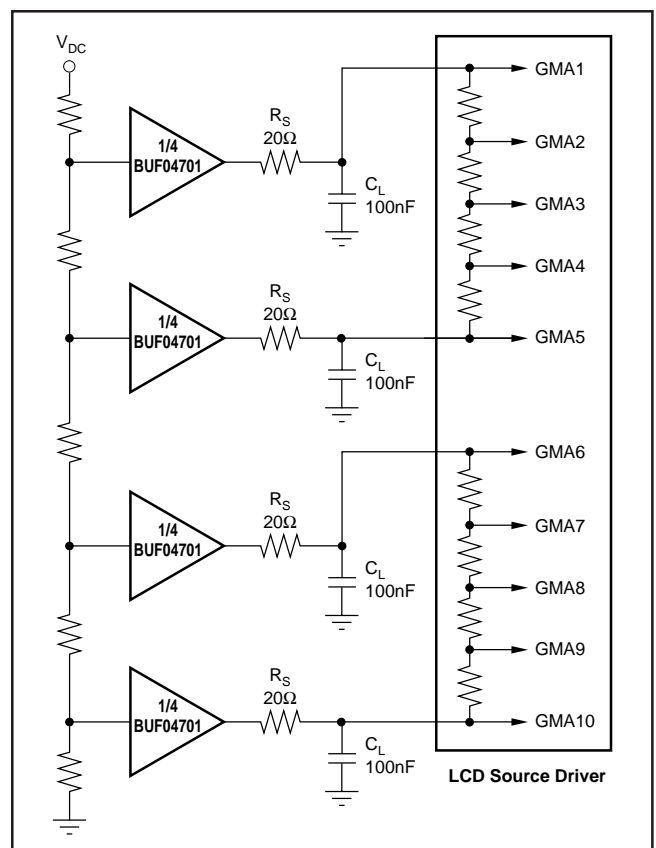 V_DC
1/4
BUF04701
R_S
20Ω
C_L
100nF
GMA1
GMA2
GMA3
GMA4
1/4
BUF04701
R_S
20Ω
C_L
100nF
GMA5
1/4
BUF04701
R_S
20Ω
C_L
100nF
GMA6
GMA7
GMA8
GMA9
1/4
BUF04701
R_S
20Ω
C_L
100nF
GMA10
LCD Source Driver